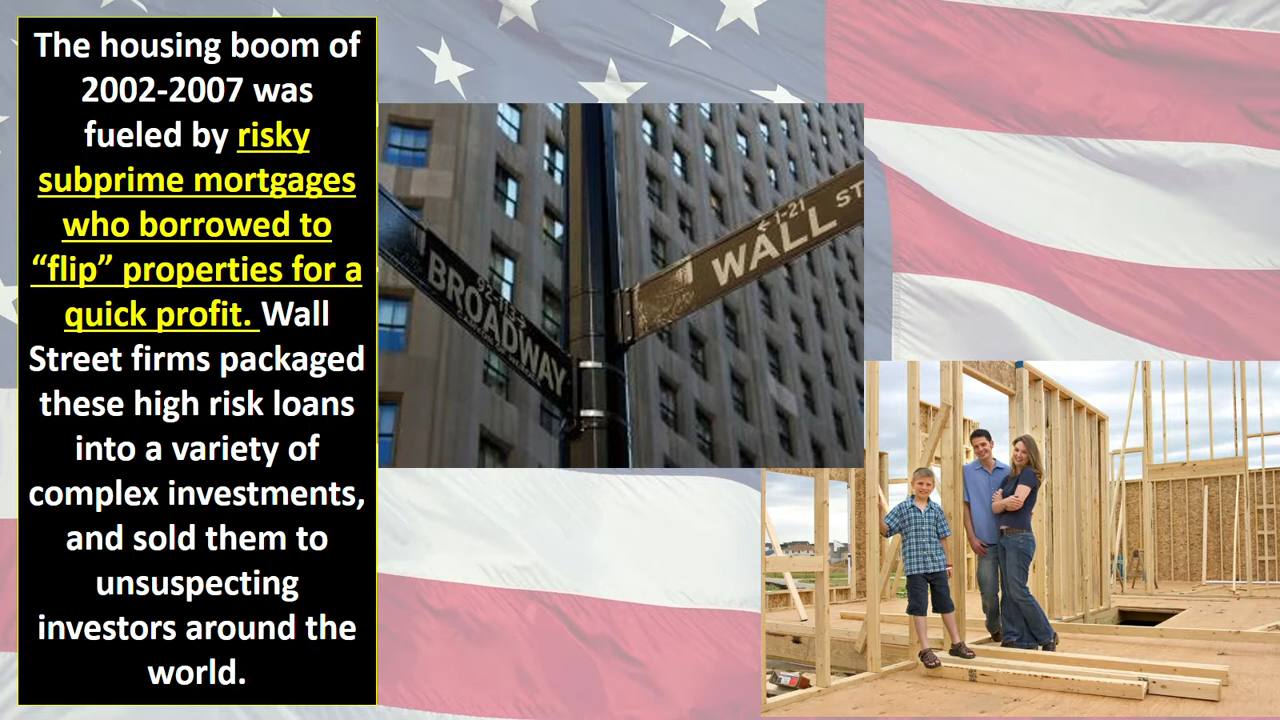 The housing boom of
2002-2007 was
fueled by risky
subprime mortgages
who borrowed to
“flip” properties for a
quick profit. Wall
Street firms packaged
these high risk loans
into a variety of
complex investments,
and sold them to
unsuspecting
investors around the
world.
BROADWAY
←1-21
WALL ST